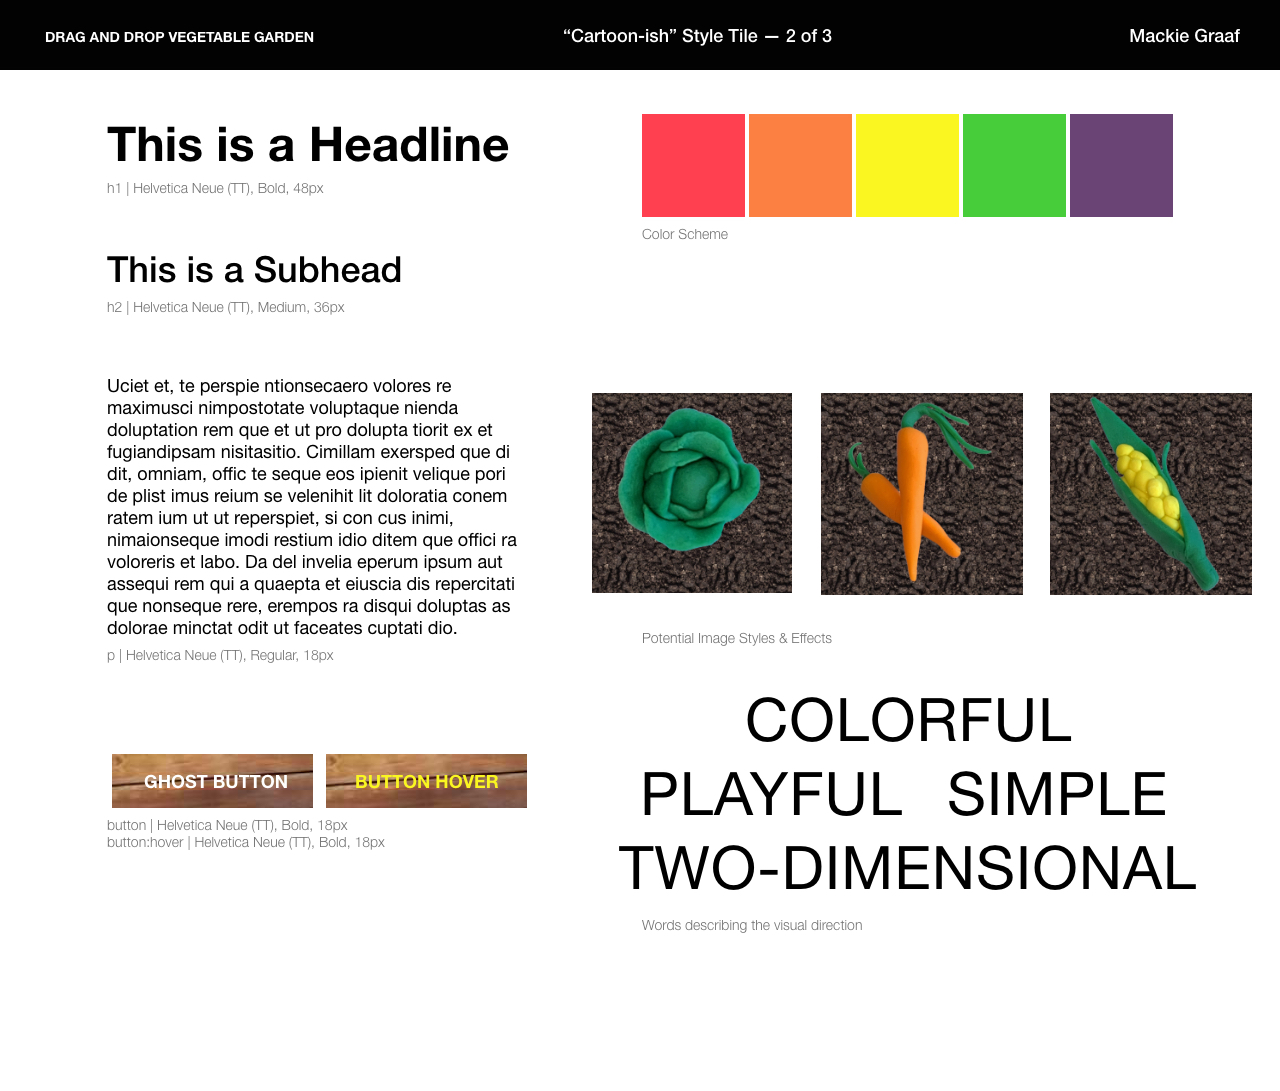 DRAG AND DROP VEGETABLE GARDEN
“Cartoon-ish” Style Tile — 2 of 3
Mackie Graaf
This is a Headline
h1 | Helvetica Neue (TT), Bold, 48px
This is a Subhead
h2 | Helvetica Neue (TT), Medium, 36px
Uciet et, te perspie ntionsecaero volores re
maximusci nimpostotate voluptaque nienda
doluptation rem que et ut pro dolupta tiorit ex et
fugiandipsam nisitasitio. Cimillam exersped que di
dit, omniam, offic te seque eos ipienit velique pori
de plist imus reium se velenihit lit doloratia conem
ratem ium ut ut reperspiet, si con cus inimi,
nimaionseque imodi restium idio ditem que offici ra
voloreris et labo. Da del invelia eperum ipsum aut
assequi rem qui a quaepta et eiuscia dis repercitati
que nonseque rere, erempos ra disqui doluptas as
dolorae minctat odit ut faceates cuptati dio.
p | Helvetica Neue (TT), Regular, 18px
GHOST BUTTON
BUTTON HOVER
button | Helvetica Neue (TT), Bold, 18px
button:hover | Helvetica Neue (TT), Bold, 18px
Color Scheme
Potential Image Styles & Effects
COLORFUL
PLAYFUL SIMPLE
TWO-DIMENSIONAL
Words describing the visual direction